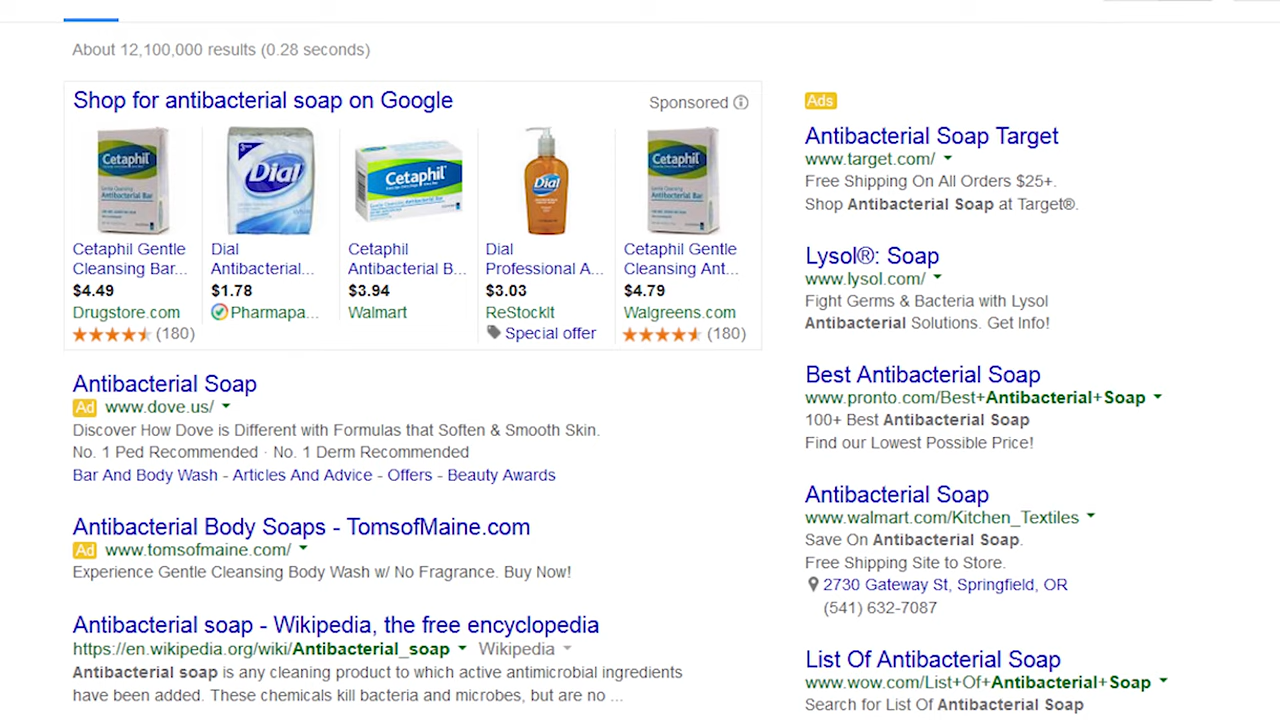 About 12,100,000 results (0.28 seconds)
Shop for antibacterial soap on Google
Sponsored
Cetaphil
Antibacterial Bar
Dial
Cetaphil
Dial
Cetaphil
Antibacterial Bar
Cetaphil Gentle
Cleansing Bar...
$4.49
Drugstore.com
(180)
Dial
Antibacterial...
$1.78
Pharmapa...
Cetaphil
Antibacterial B...
$3.94
Walmart
Dial
Professional A...
$3.03
ReStockIt
Special offer
Cetaphil Gentle
Cleansing Ant...
$4.79
Walgreens.com
(180)
Antibacterial Soap
Ad www.dove.us/
Discover How Dove is Different with Formulas that Soften & Smooth Skin.
No. 1 Ped Recommended · No. 1 Derm Recommended
Bar And Body Wash - Articles And Advice - Offers - Beauty Awards
Antibacterial Body Soaps - TomsofMaine.com
Ad www.tomsofmaine.com/
Experience Gentle Cleansing Body Wash w/ No Fragrance. Buy Now!
Antibacterial soap - Wikipedia, the free encyclopedia
https://en.wikipedia.org/wiki/Antibacterial_soap Wikipedia
Antibacterial soap is any cleaning product to which active antimicrobial ingredients
have been added. These chemicals kill bacteria and microbes, but are no ...
Ads
Antibacterial Soap Target
www.target.com/
Free Shipping On All Orders $25+.
Shop Antibacterial Soap at Target®.
Lysol®: Soap
www.lysol.com/
Fight Germs & Bacteria with Lysol
Antibacterial Solutions. Get Info!
Best Antibacterial Soap
www.pronto.com/Best+Antibacterial+Soap
100+ Best Antibacterial Soap
Find our Lowest Possible Price!
Antibacterial Soap
www.walmart.com/Kitchen_Textiles
Save On Antibacterial Soap.
Free Shipping Site to Store.
2730 Gateway St, Springfield, OR
(541) 632-7087
List Of Antibacterial Soap
www.wow.com/List+Of+Antibacterial+Soap
Search for List Of Antibacterial Soap